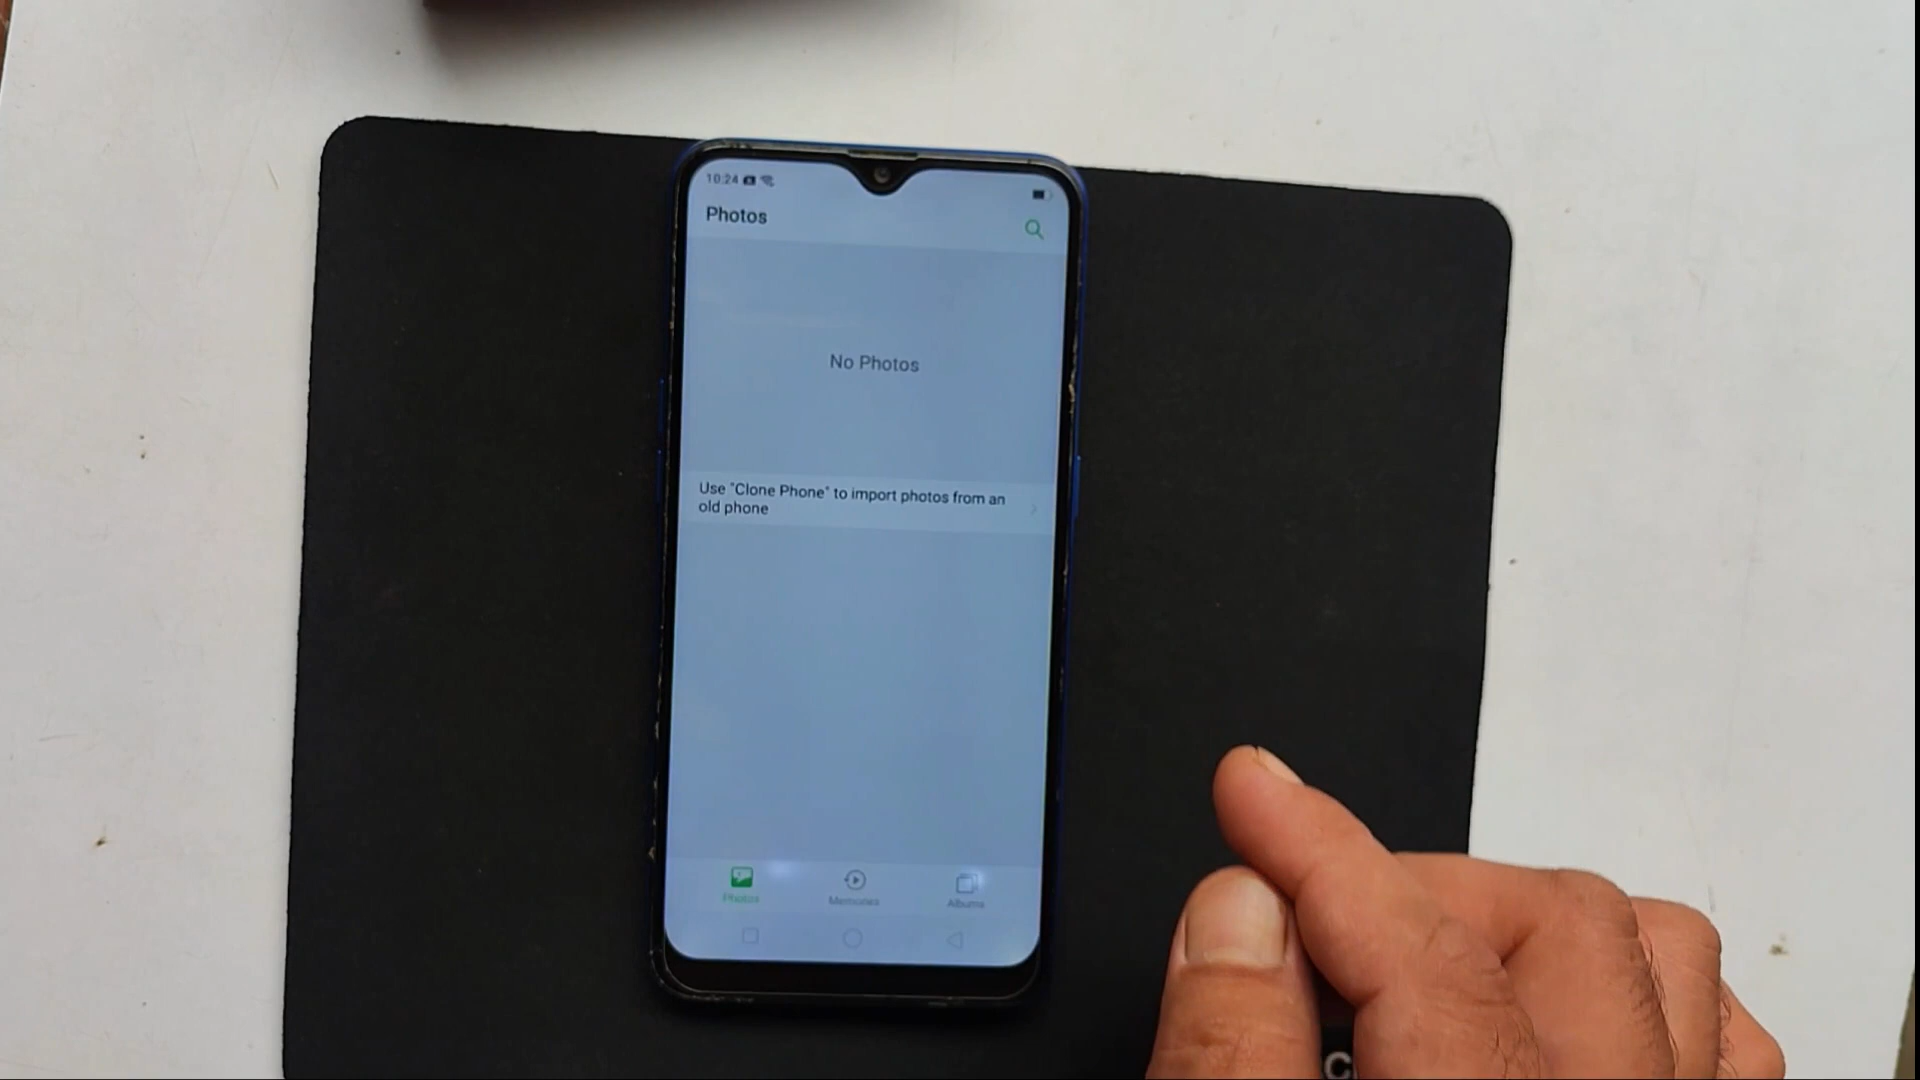 10:24
Photos
No Photos
Use "Clone Phone" to import photos from an
old phone
Photos
Memories
Albums
C